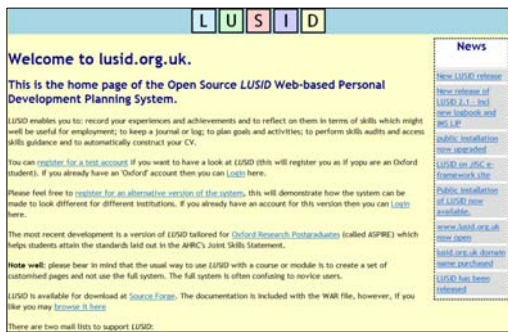 LUSID
Welcome to lusid.org.uk.
This is the home page of the Open Source LUSID Web-based Personal
Development Planning System.
LUSID enables you to: record your experiences and achievements and to reflect on them in terms of skills which might
well be useful for employment; to keep a journal or log; to plan goals and activities; to perform skills audits and access
skills guidance and to automatically construct your CV.
You can register for a test account if you want to have a look at LUSID (this will register you as if yopu are an Oxford
student). If you already have an 'Oxford' account then you can Login here.
Please feel free to register for an alternative version of the system, this will demonstrate how the system can be
made to look different for different institutions. If you already have an account for this version then you can Login
here.
The most recent development is a version of LUSID tailored for Oxford Research Postgraduates (called ASPIRE) which
helps students attain the standards laid out in the AHRC's Joint Skills Statement.
Note well: please bear in mind that the usual way to use LUSID with a course or module is to create a set of
customised pages and not use the full system. The full system is often confusing to novice users.
LUSID is available for download at Source Forge. The documentation is included with the WAR file, however, if you
like you may browse it here
There are two mail lists to support LUSID:
News
New LUSID release
New release of
LUSID 2.1 - incl
new logbook and
IMS LIP
public installation
now upgraded
LUSID on JISC e-
framework site
Public installation
of LUSID now
available.
www.lusid.org.uk
now open
lusid.org.uk domain
name purchased
LUSID has been
released